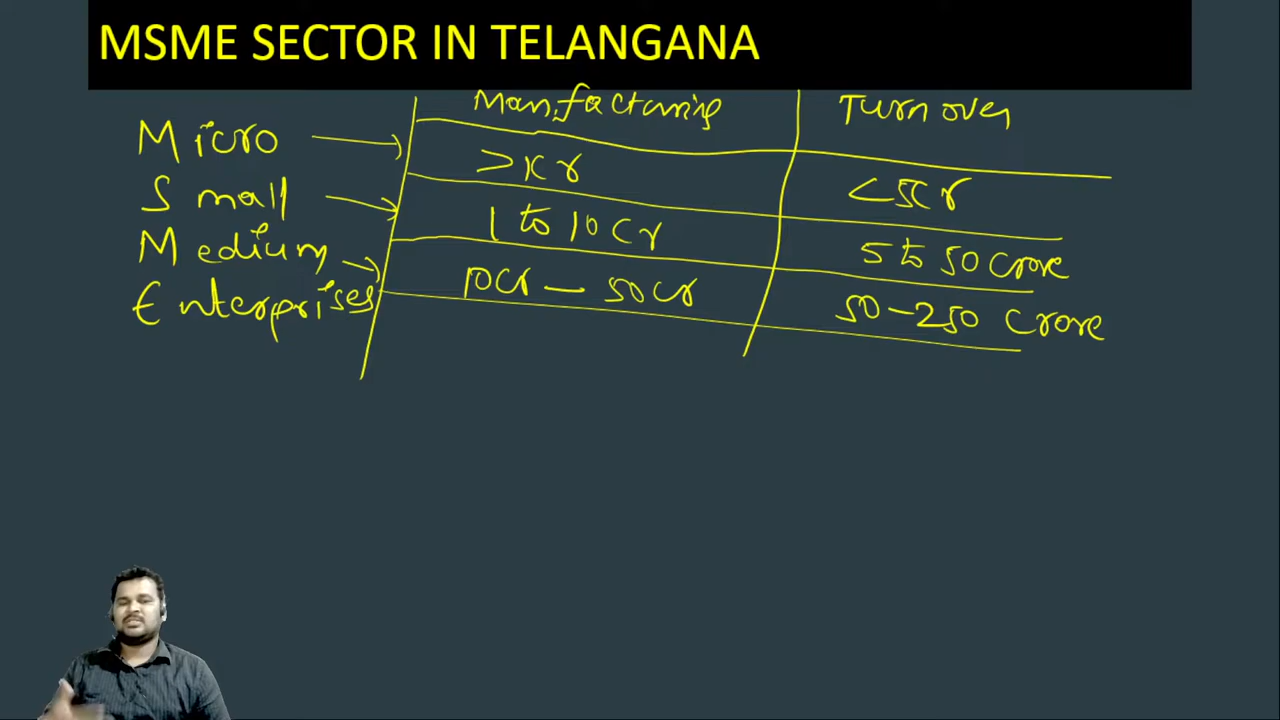 MSME SECTOR IN TELANGANA
Manufacturing Turnover
Micro >1Cr <5Cr
Small 1 to 10 Cr 5 to 50 Crore
Medium 10Cr - 50Cr 50-250 Crore
Enterprises